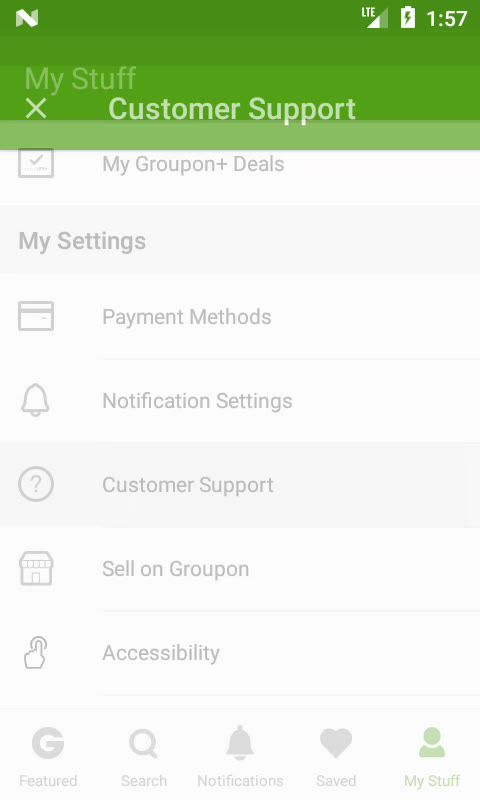 LTE 1:57
My Stuff
Customer Support
My Groupon+ Deals
My Settings
Payment Methods
Notification Settings
?
Customer Support
Sell on Groupon
Accessibility
G
Featured
Search
Notifications
Saved
My Stuff